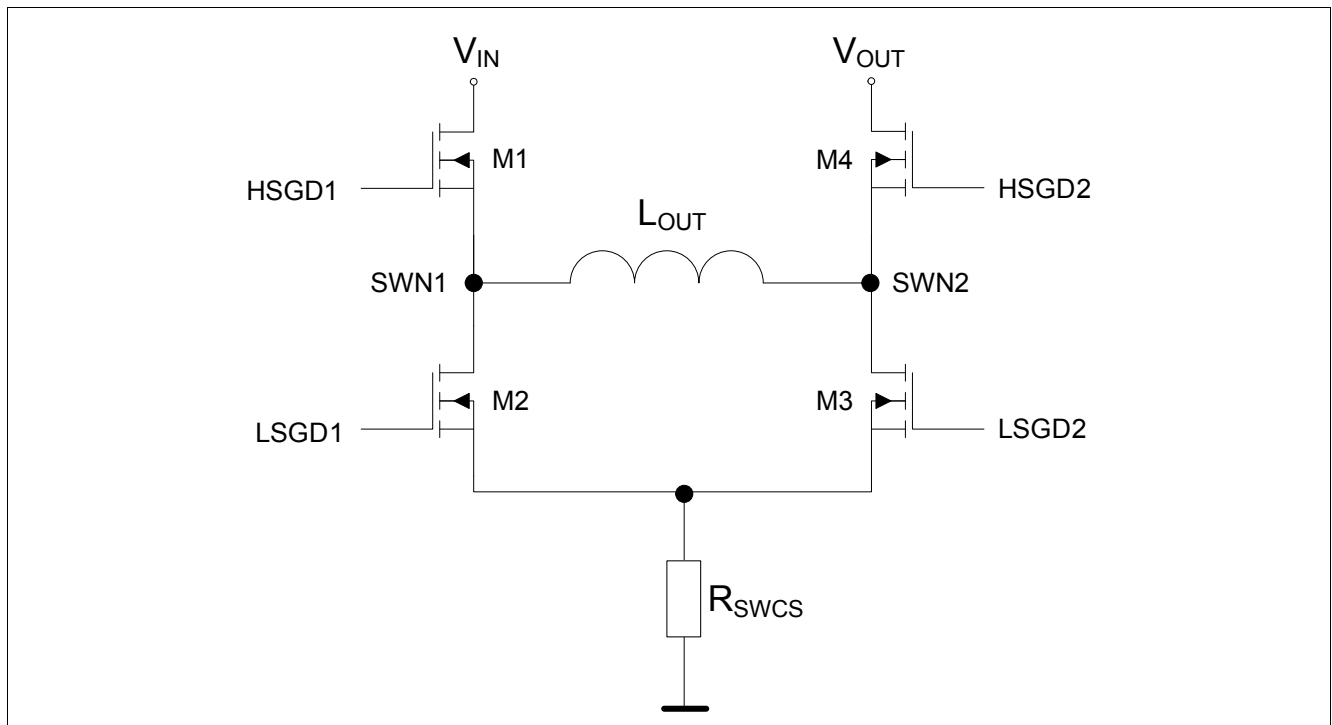 VIN
VOUT
M1
M4
HSGD1
HSGD2
LOUT
SWN1
SWN2
M2
M3
LSGD1
LSGD2
RSWCS